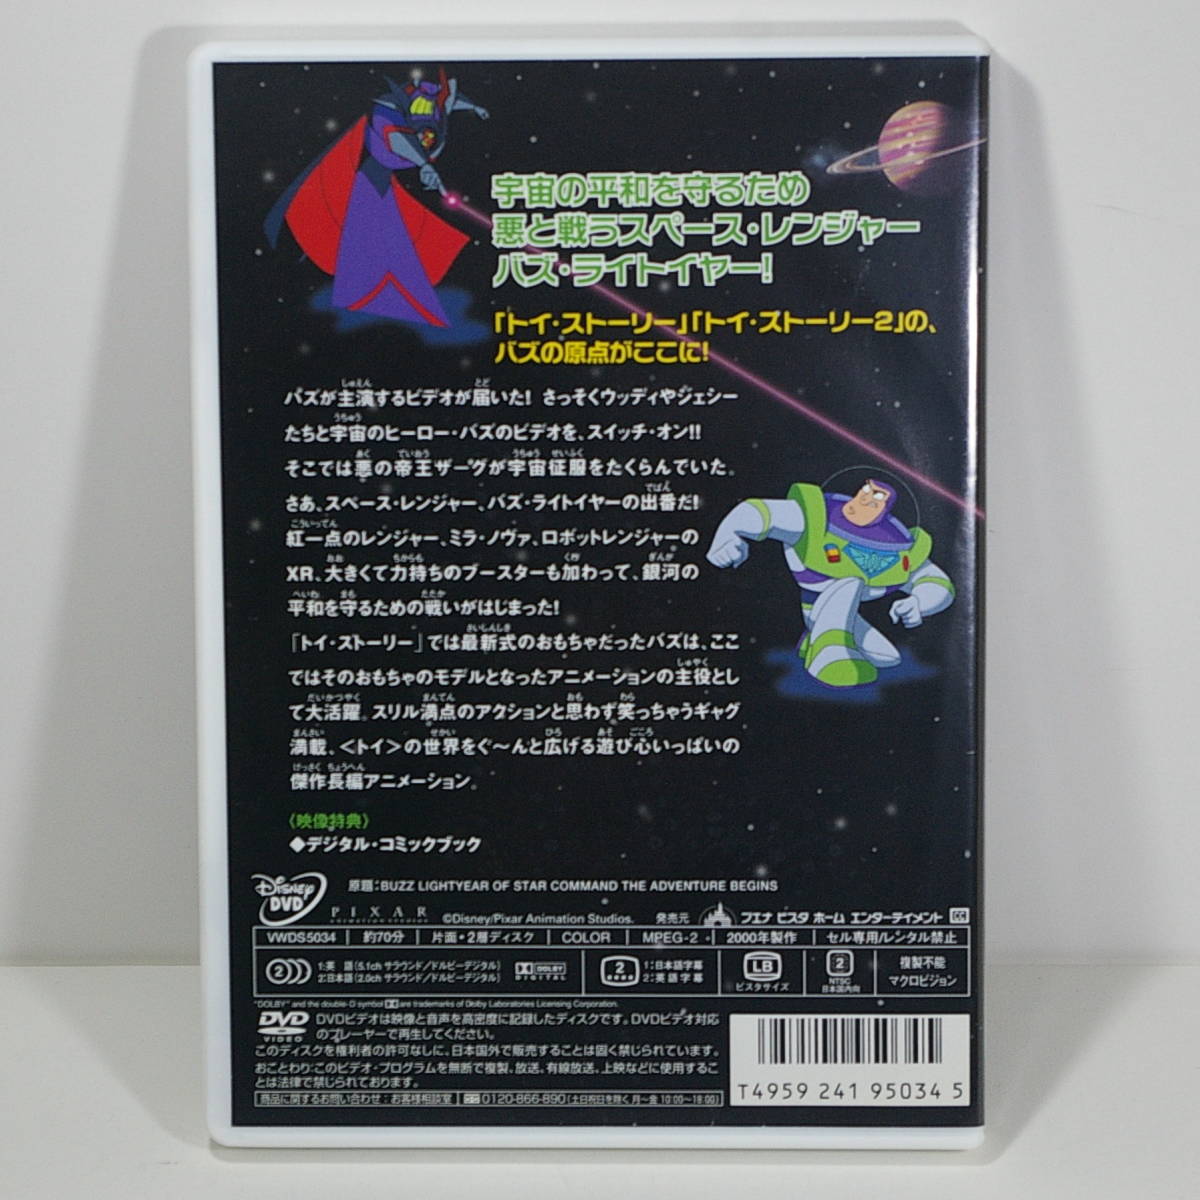 宇宙の平和を守るため
悪と戦うスペース・レンジャー
バズ・ライトイヤー!
「トイ・ストーリー」「トイ・ストーリー2」の、
バズの原点がここに!
バズが主演するビデオが届いた! さっそくウッディやジェシー
たちと宇宙のヒーロー・バズのビデオを、スイッチ・オン!!
そこでは悪の帝王ザーグが宇宙征服をたくらんでいた。
さあ、スペース・レンジャー、バズ・ライトイヤーの出番だ!
紅一点のレンジャー、ミラ・ノヴァ、ロボットレンジャーの
XR、大きくて力持ちのブースターも加わって、銀河の
平和を守るための戦いがはじまった!
「トイ・ストーリー」では最新式のおもちゃだったバズは、ここ
ではそのおもちゃのモデルとなったアニメーションの主役とし
て大活躍。スリル満点のアクションと思わず笑っちゃうギャグ
満載、<トイ>の世界をぐ〜んと広げる遊び心いっぱいの
傑作長編アニメーション。
〈映像特典〉
◆デジタル・コミックブック
Disney DVD 原題:BUZZ LIGHTYEAR OF STAR COMMAND THE ADVENTURE BEGINS
PIXAR ANIMATION STUDIOS ©Disney/Pixar Animation Studios. 発売元 ブエナ ビスタ ホーム エンターテイメント CC
VWDS5034 約70分 片面・2層ディスク COLOR MPEG-2 2000年製作 セル専用/レンタル禁止
2 1:英 語(5.1ch サラウンド/ドルビーデジタル) DOLBY DIGITAL 2 1:日本語字幕 LB 2 複製不能
2:日本語(2.0ch サラウンド/ドルビーデジタル) 2:英語字幕 ビスタサイズ NTSC 日本国内向 マクロビジョン
"DOLBY" and the double-D symbol are trademarks of Dolby Laboratories Licensing Corporation.
DVD VIDEO DVDビデオは映像と音声を高密度に記録したディスクです。DVDビデオ対応
のプレーヤーで再生してください。
このディスクを権利者の許可なしに、日本国外で販売することは固く禁じられています。
おことわり:このビデオ・プログラムを無断で複製、放送、有線放送、上映などに使用するこ
とは法律で禁じられております。
商品に関するお問い合わせ:お客様相談室 0120-866-890(土日祝日を除く 月〜金 10:00〜18:00)
T4959 241 95034 5